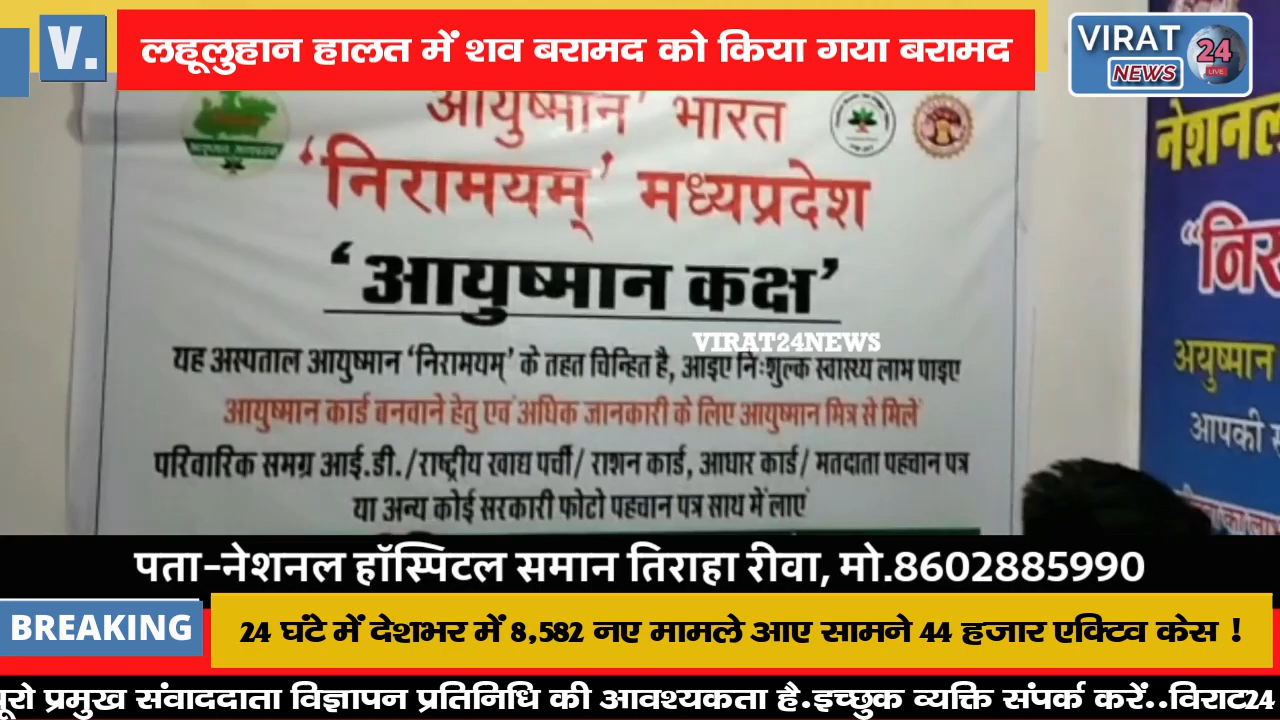 V.
लहूलुहान हालत में शव बरामद को किया गया बरामद
VIRAT
NEWS
24
LIVE
आयुष्मान' भारत
'निरामयम्' मध्यप्रदेश
'आयुष्मान कक्ष'
VIRAT24NEWS
यह अस्पताल आयुष्मान 'निरामयम्' के तहत चिन्हित है, आइए निःशुल्क स्वास्थ्य लाभ पाइए
आयुष्मान कार्ड बनवाने हेतु एवं अधिक जानकारी के लिए आयुष्मान मित्र से मिलें
परिवारिक समग्र आई.डी./राष्ट्रीय खाद्य पर्ची/ राशन कार्ड, आधार कार्ड/ मतदाता पहचान पत्र
या अन्य कोई सरकारी फोटो पहचान पत्र साथ में लाएं
नेशनल
"निर
अयुष्मान
आपकी
का लाभ
पता-नेशनल हॉस्पिटल समान तिराहा रीवा, मो.8602885990
BREAKING
24 घंटे में देशभर में 8,582 नए मामले आए सामने 44 हजार एक्टिव केस !
यूरो प्रमुख संवाददाता विज्ञापन प्रतिनिधि की आवश्यकता है.इच्छुक व्यक्ति संपर्क करें..विराट24